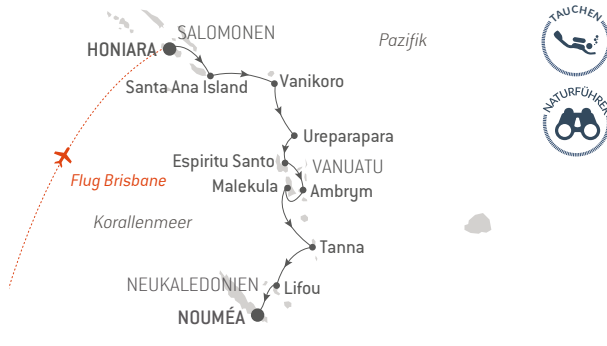 SALOMONEN
HONIARA
Pazifik
TAUCHEN
Santa Ana Island
Vanikoro
NATURFÜHRER
Ureparapara
Espiritu Santo
VANUATU
Flug Brisbane
Malekula
Ambrym
Korallenmeer
Tanna
NEUKALEDONIEN
Lifou
NOUMÉA